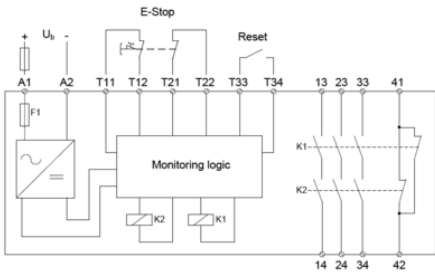 E-Stop
+ Ub -
Reset
A1 A2 T11 T12 T21 T22 T33 T34 13 23 33 41
F1
K1
Monitoring logic
K2
K2 K1
14 24 34 42